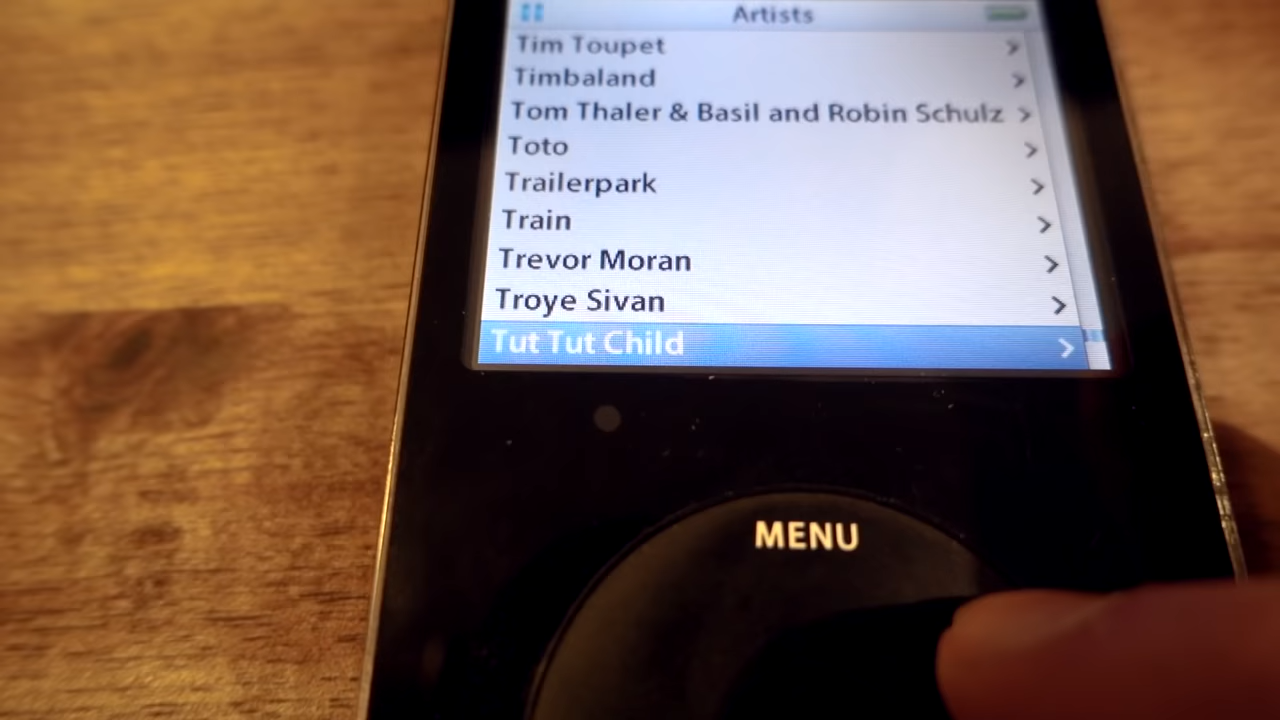 Artists
Tim Toupet
Timbaland
Tom Thaler & Basil and Robin Schulz
Toto
Trailerpark
Train
Trevor Moran
Troye Sivan
Tut Tut Child
MENU